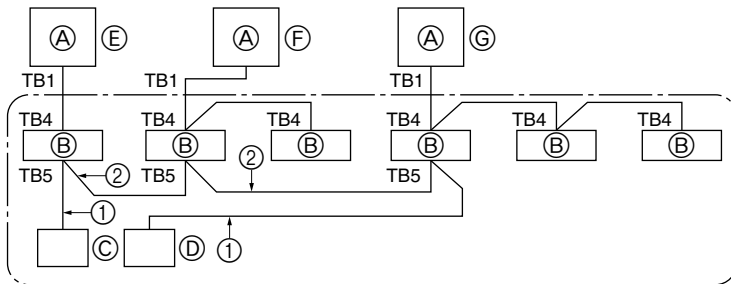 Ⓐ Ⓔ Ⓐ Ⓕ Ⓐ Ⓖ
TB1 TB1 TB1
TB4 TB4 TB4 TB4 TB4 TB4
Ⓑ Ⓑ Ⓑ Ⓑ Ⓑ Ⓑ
TB5 ② TB5 ② TB5
① ①
Ⓒ Ⓓ